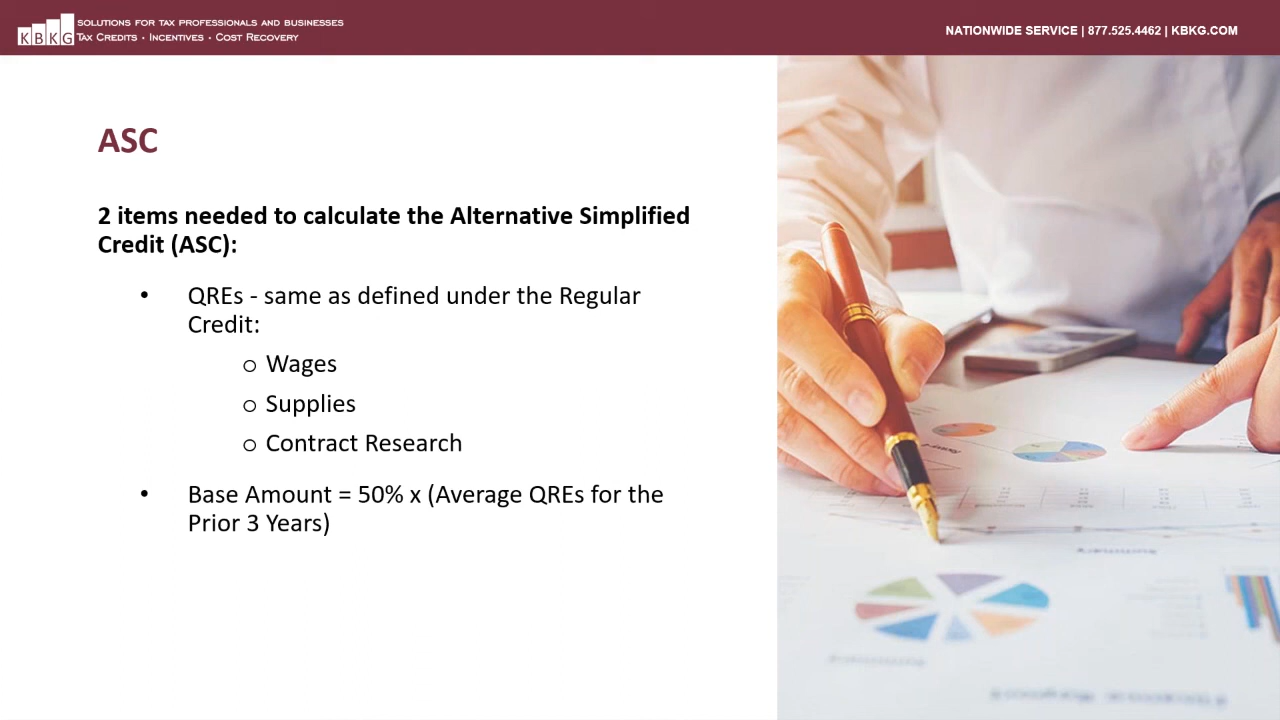 KBKG
SOLUTIONS FOR TAX PROFESSIONALS AND BUSINESSES
TAX CREDITS · INCENTIVES · COST RECOVERY
NATIONWIDE SERVICE | 877.525.4462 | KBKG.COM
ASC
2 items needed to calculate the Alternative Simplified
Credit (ASC):
• QREs - same as defined under the Regular
Credit:
o Wages
o Supplies
o Contract Research
• Base Amount = 50% x (Average QREs for the
Prior 3 Years)
Summary